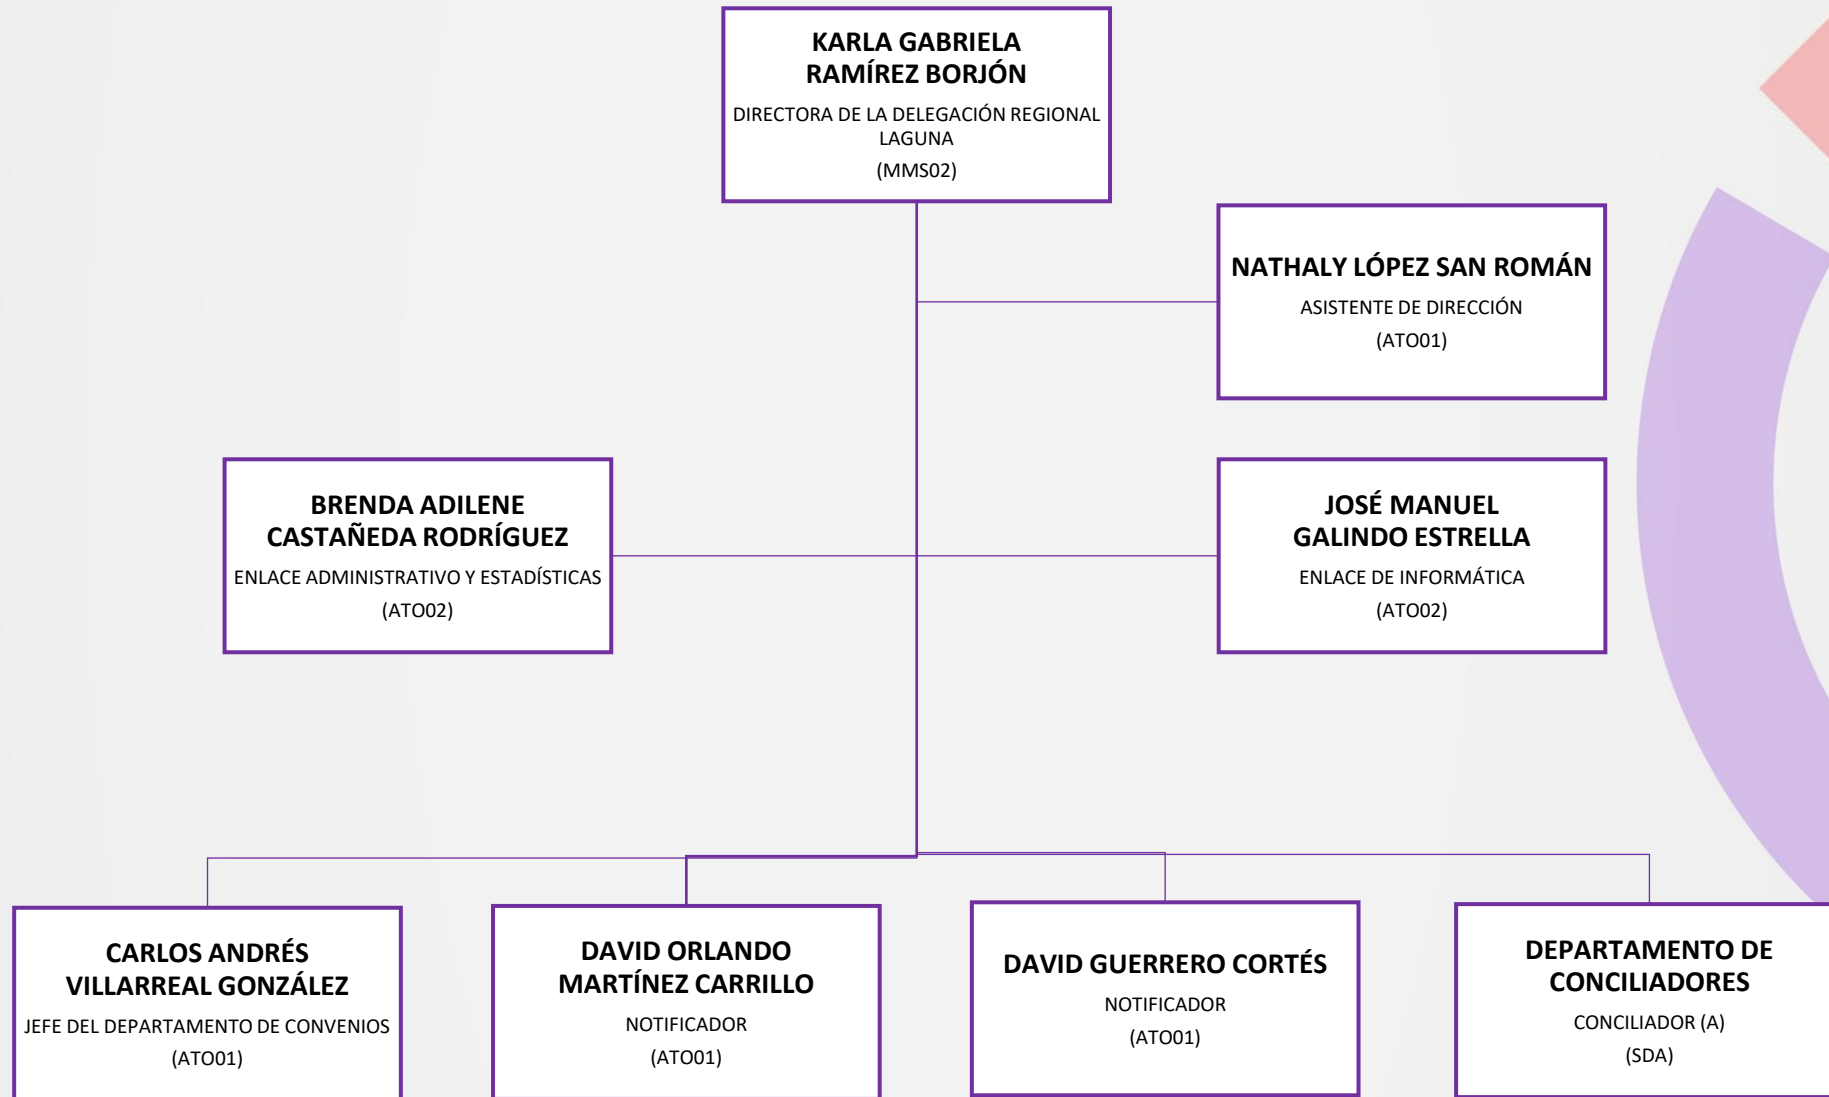 KARLA GABRIELA
RAMÍREZ BORJÓN
DIRECTORA DE LA DELEGACIÓN REGIONAL
LAGUNA
(MMS02)
NATHALY LÓPEZ SAN ROMÁN
ASISTENTE DE DIRECCIÓN
(ATO01)
BRENDA ADILENE
CASTAÑEDA RODRÍGUEZ
ENLACE ADMINISTRATIVO Y ESTADÍSTICAS
(ATO02)
JOSÉ MANUEL
GALINDO ESTRELLA
ENLACE DE INFORMÁTICA
(ATO02)
CARLOS ANDRÉS
VILLARREAL GONZÁLEZ
JEFE DEL DEPARTAMENTO DE CONVENIOS
(ATO01)
DAVID ORLANDO
MARTÍNEZ CARRILLO
NOTIFICADOR
(ATO01)
DAVID GUERRERO CORTÉS
NOTIFICADOR
(ATO01)
DEPARTAMENTO DE
CONCILIADORES
CONCILIADOR (A)
(SDA)